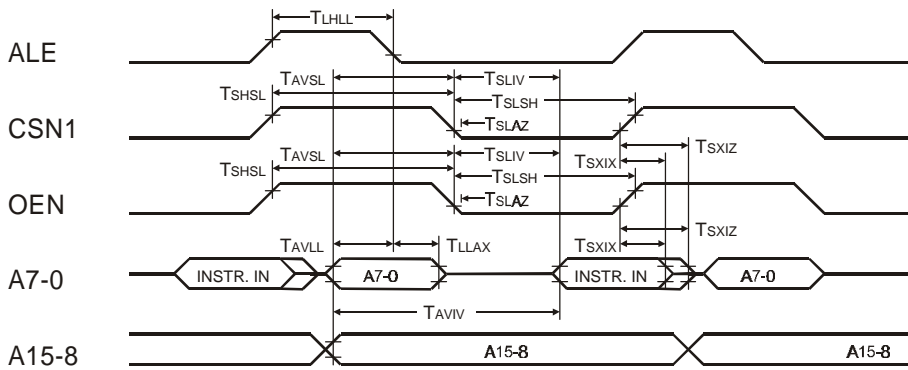 TLHLL
ALE
TAVSL TSLIV
TSHSL TSLSH
CSN1 TSLAZ
TSXIZ
TAVSL TSLIV TSXIX
TSHSL TSLSH
OEN TSLAZ
TSXIZ
TAVLL TLLAX TSXIX
A7-0 INSTR. IN A7-0 INSTR. IN A7-0
TAVIV
A15-8 A15-8 A15-8